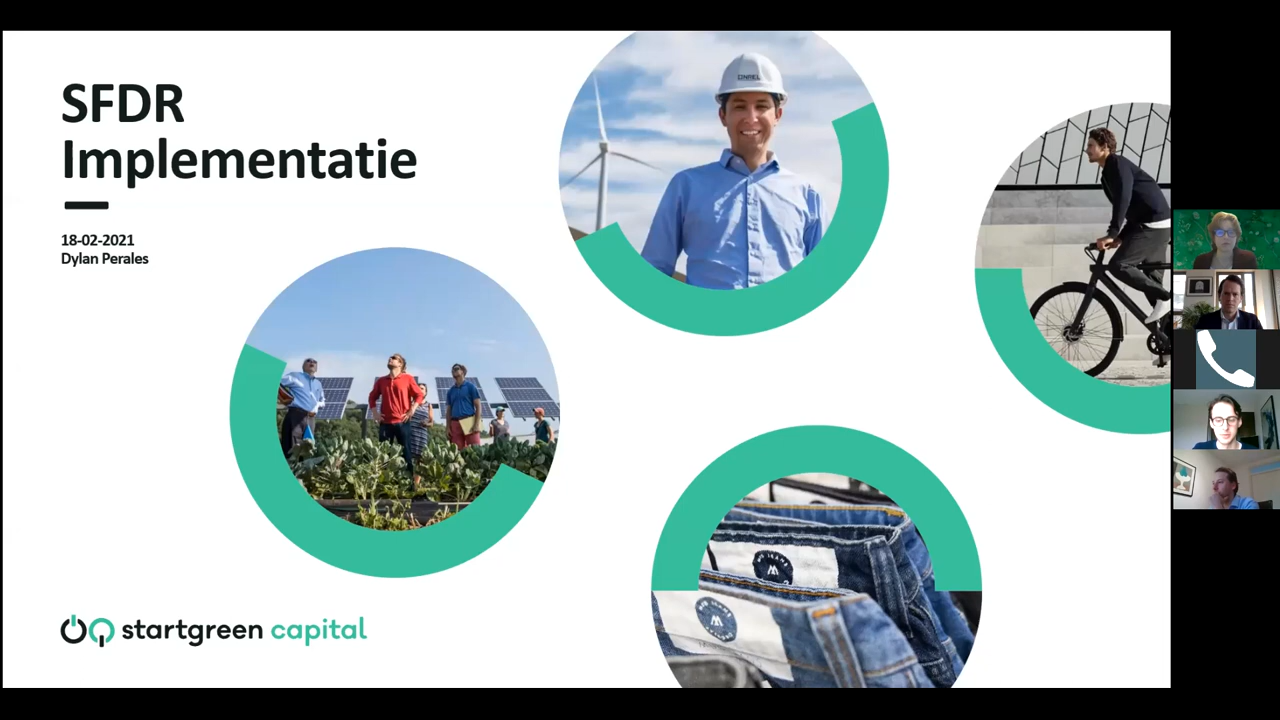 SFDR
Implementatie
18-02-2021
Dylan Perales
startgreen capital